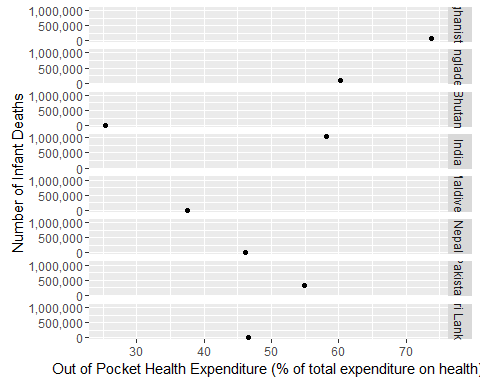 1,000,000
500,000
0
ghanist
1,000,000
500,000
0
nglade
1,000,000
500,000
0
Bhutan
1,000,000
500,000
0
India
1,000,000
500,000
0
aldive
1,000,000
500,000
0
Nepal
1,000,000
500,000
0
Pakista
1,000,000
500,000
0
ri Lank
Number of Infant Deaths
30
40
50
60
70
Out of Pocket Health Expenditure (% of total expenditure on health)